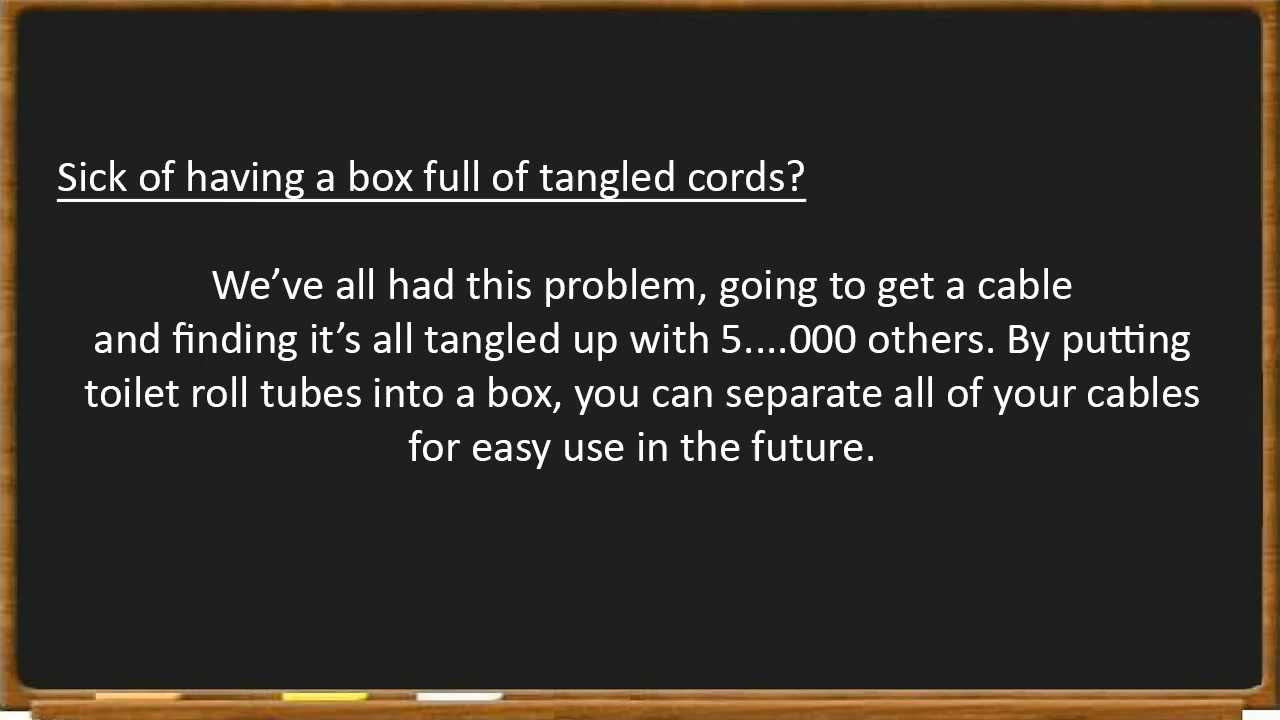 Sick of having a box full of tangled cords?
We’ve all had this problem, going to get a cable
and finding it’s all tangled up with 5....000 others. By putting
toilet roll tubes into a box, you can separate all of your cables
for easy use in the future.